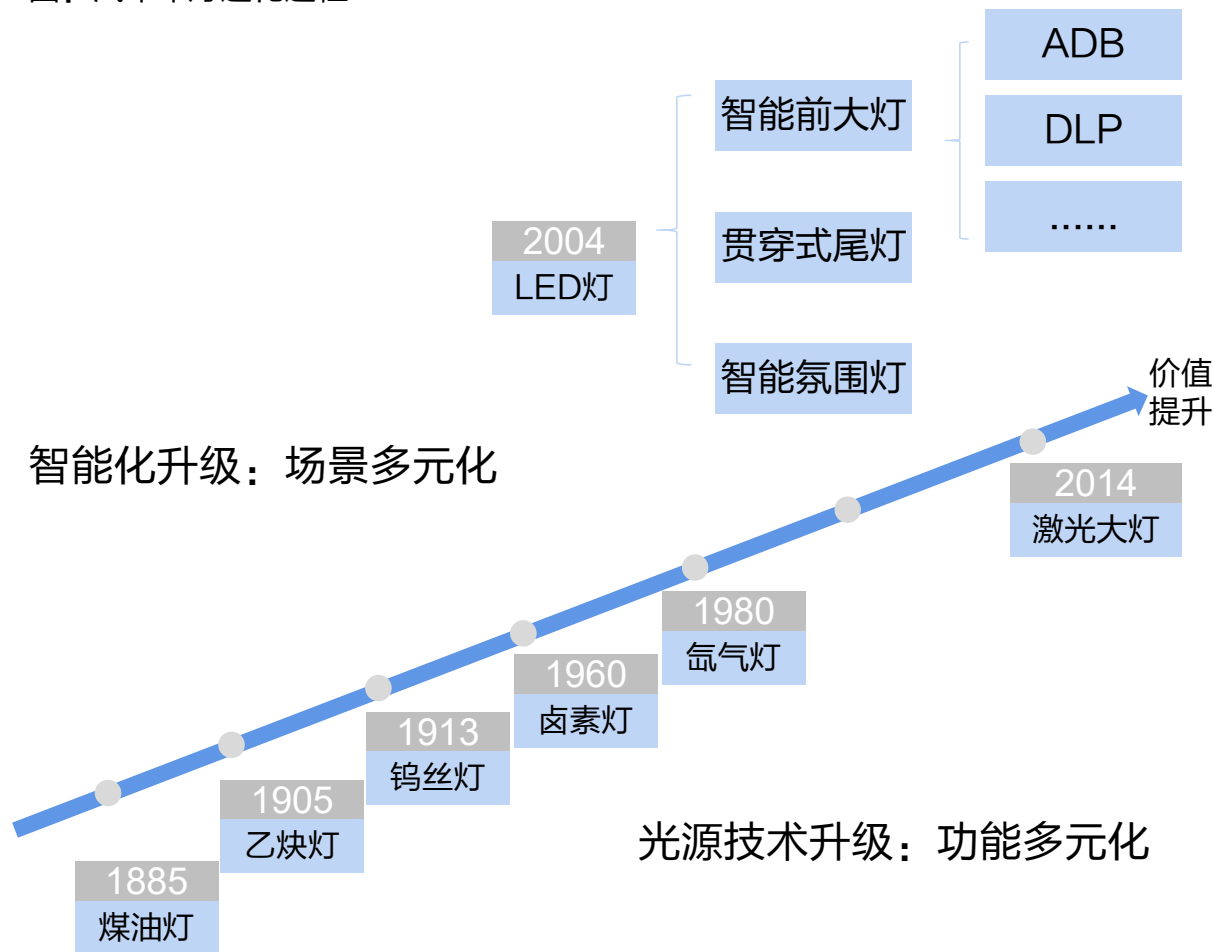 ADB
智能前大灯
DLP
......
2004
LED灯
贯穿式尾灯
智能氛围灯
价值
提升
智能化升级：场景多元化
2014
激光大灯
1980
氙气灯
1960
卤素灯
1913
钨丝灯
1905
乙炔灯
光源技术升级：功能多元化
1885
煤油灯